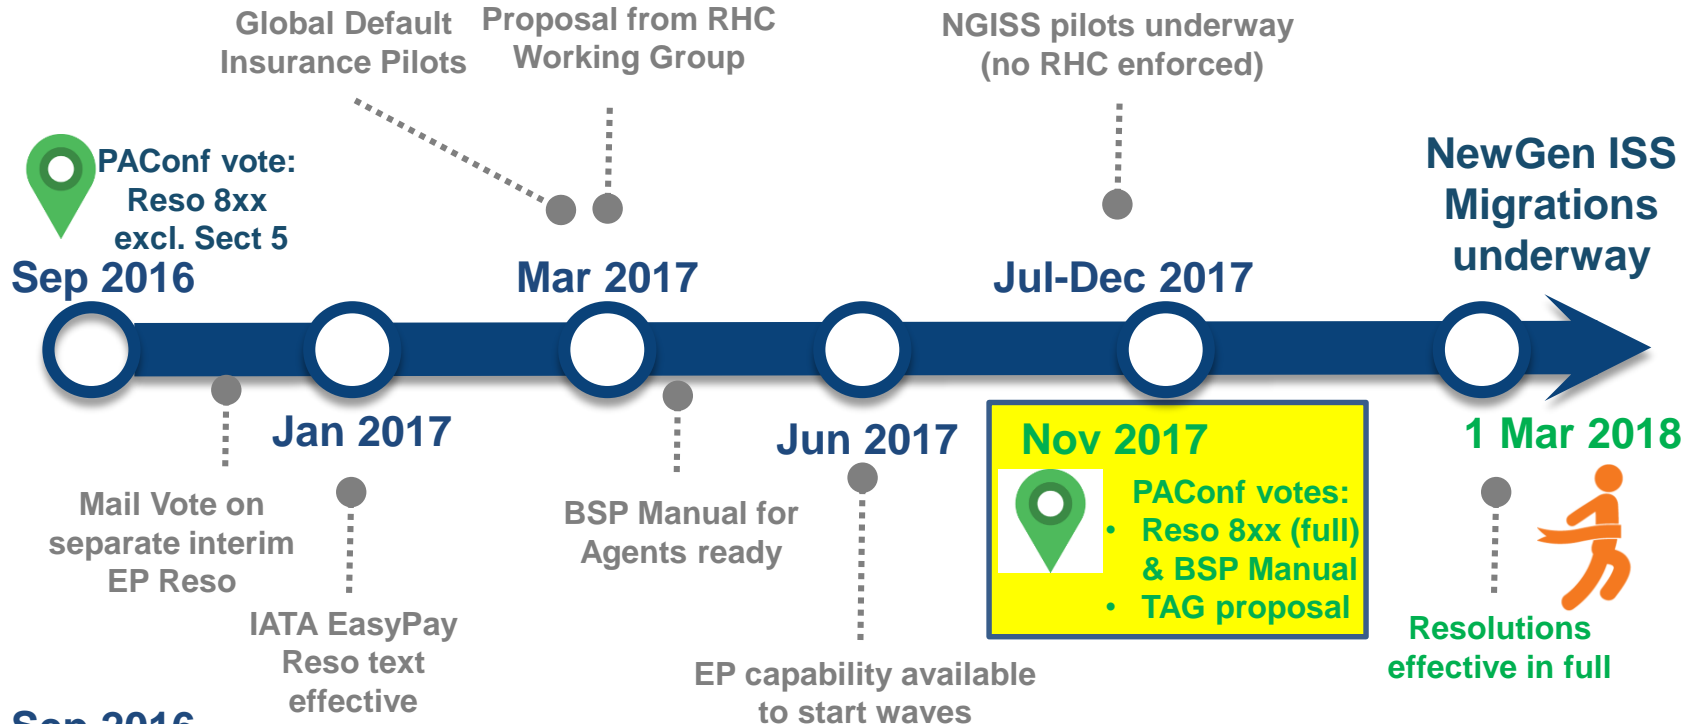 Global Default
Insurance Pilots
Proposal from RHC
Working Group
NGISS pilots underway
(no RHC enforced)
PAConf vote:
Reso 8xx
excl. Sect 5
NewGen ISS
Migrations
underway
Sep 2016
Mar 2017
Jul-Dec 2017
Jan 2017
Jun 2017
Nov 2017
1 Mar 2018
Mail Vote on
separate interim
EP Reso
IATA EasyPay
Reso text
effective
BSP Manual for
Agents ready
EP capability available
to start waves
PAConf votes:
• Reso 8xx (full)
& BSP Manual
• TAG proposal
Resolutions
effective in full
Sep 2016